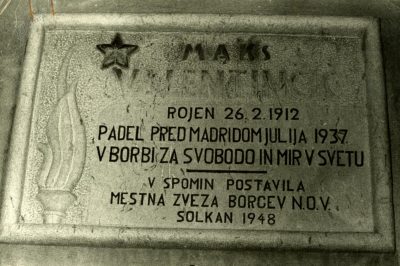 MAKS
VALENTINČIČ
ROJEN 26.2.1912
PADEL PRED MADRIDOM JULIJA 1937
V BORBI ZA SVOBODO IN MIR V SVETU
V SPOMIN POSTAVILA
MESTNA ZVEZA BORCEV N.O.V.
SOLKAN 1948